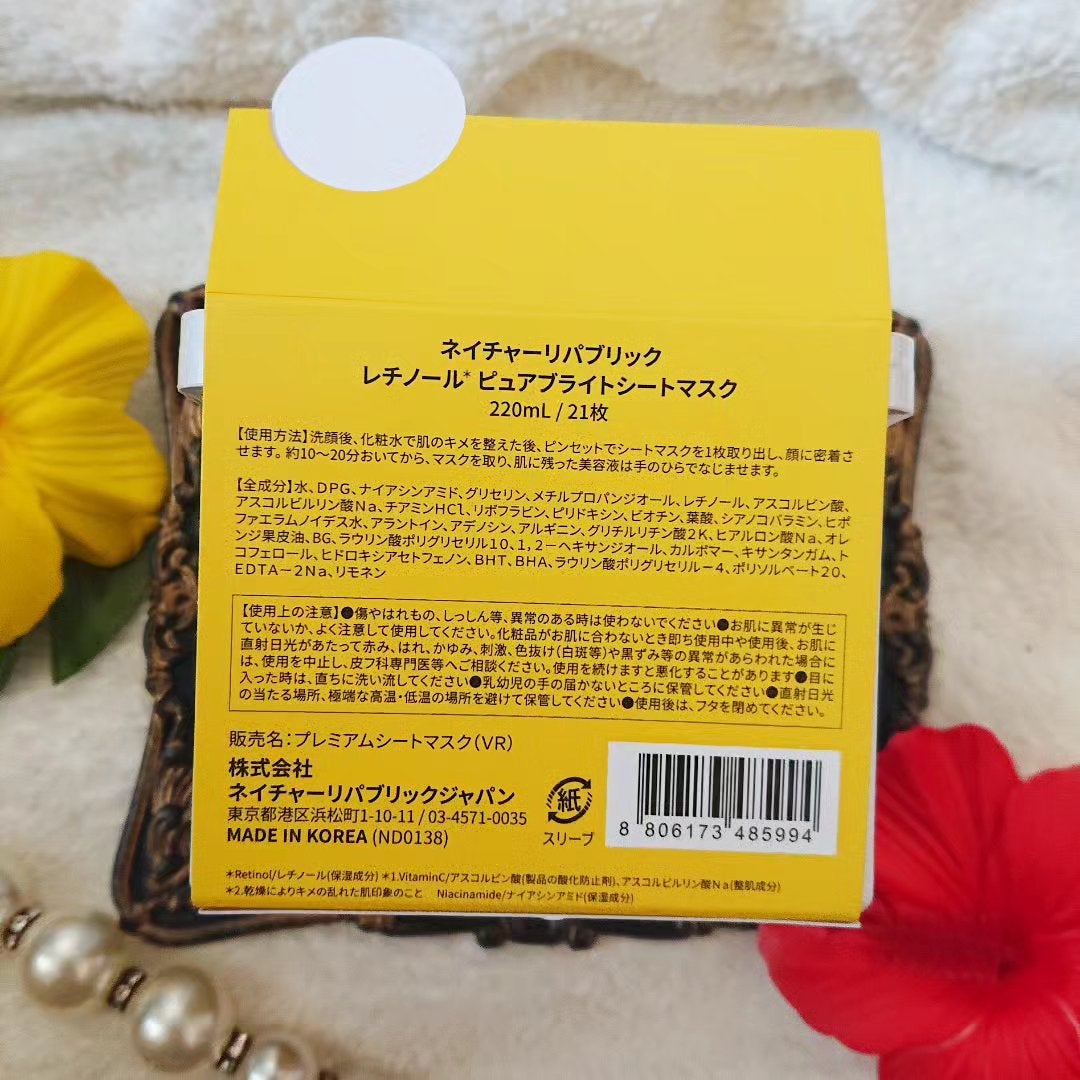 ネイチャーリパブリック
レチノール* ピュアブライトシートマスク
220mL / 21枚
【使用方法】洗顔後、化粧水で肌のキメを整えた後、ピンセットでシートマスクを1枚取り出し、顔に密着さ
せます。約10～20分おいてから、マスクを取り、肌に残った美容液は手のひらでなじませます。
【全成分】水、DPG、ナイアシンアミド、グリセリン、メチルプロパンジオール、レチノール、アスコルビン酸、
アスコルビルリン酸Na、チアミンHCl、リボフラビン、ピリドキシン、ビオチン、葉酸、シアノコバラミン、ヒポ
ファエラムノイデス水、アラントイン、アデノシン、アルギニン、グリチルリチン酸2K、ヒアルロン酸Na、オレ
ンジ果皮油、BG、ラウリン酸ポリグリセリル10、1，2－ヘキサンジオール、カルボマー、キサンタンガム、ト
コフェロール、ヒドロキシアセトフェノン、BHT、BHA、ラウリン酸ポリグリセリル－4、ポリソルベート20、
EDTA－2Na、リモネン
【使用上の注意】●傷やはれもの、しっしん等、異常のある時は使わないでください●お肌に異常が生じ
ていないか、よく注意して使用してください。化粧品がお肌に合わないとき即ち使用中や使用後、お肌に
直射日光があたって赤み、はれ、かゆみ、刺激、色抜け(白斑等)や黒ずみ等の異常があらわれた場合に
は、使用を中止し、皮フ科専門医等へご相談ください。使用を続けますと悪化することがあります●目に
入った時は、直ちに洗い流してください●乳幼児の手の届かないところに保管してください●直射日光
の当たる場所、極端な高温・低温の場所を避けて保管してください●使用後は、フタを閉めてください。
販売名：プレミアムシートマスク（VR）
株式会社
ネイチャーリパブリックジャパン
東京都港区浜松町1-10-11 / 03-4571-0035
MADE IN KOREA (ND0138)
紙
スリーブ
8 806173 485994
*Retinol/レチノール(保湿成分) *1.VitaminC/アスコルビン酸(製品の酸化防止剤)、アスコルビルリン酸Na(整肌成分)
*2.乾燥によりキメの乱れた肌印象のこと Niacinamide/ナイアシンアミド(保湿成分)